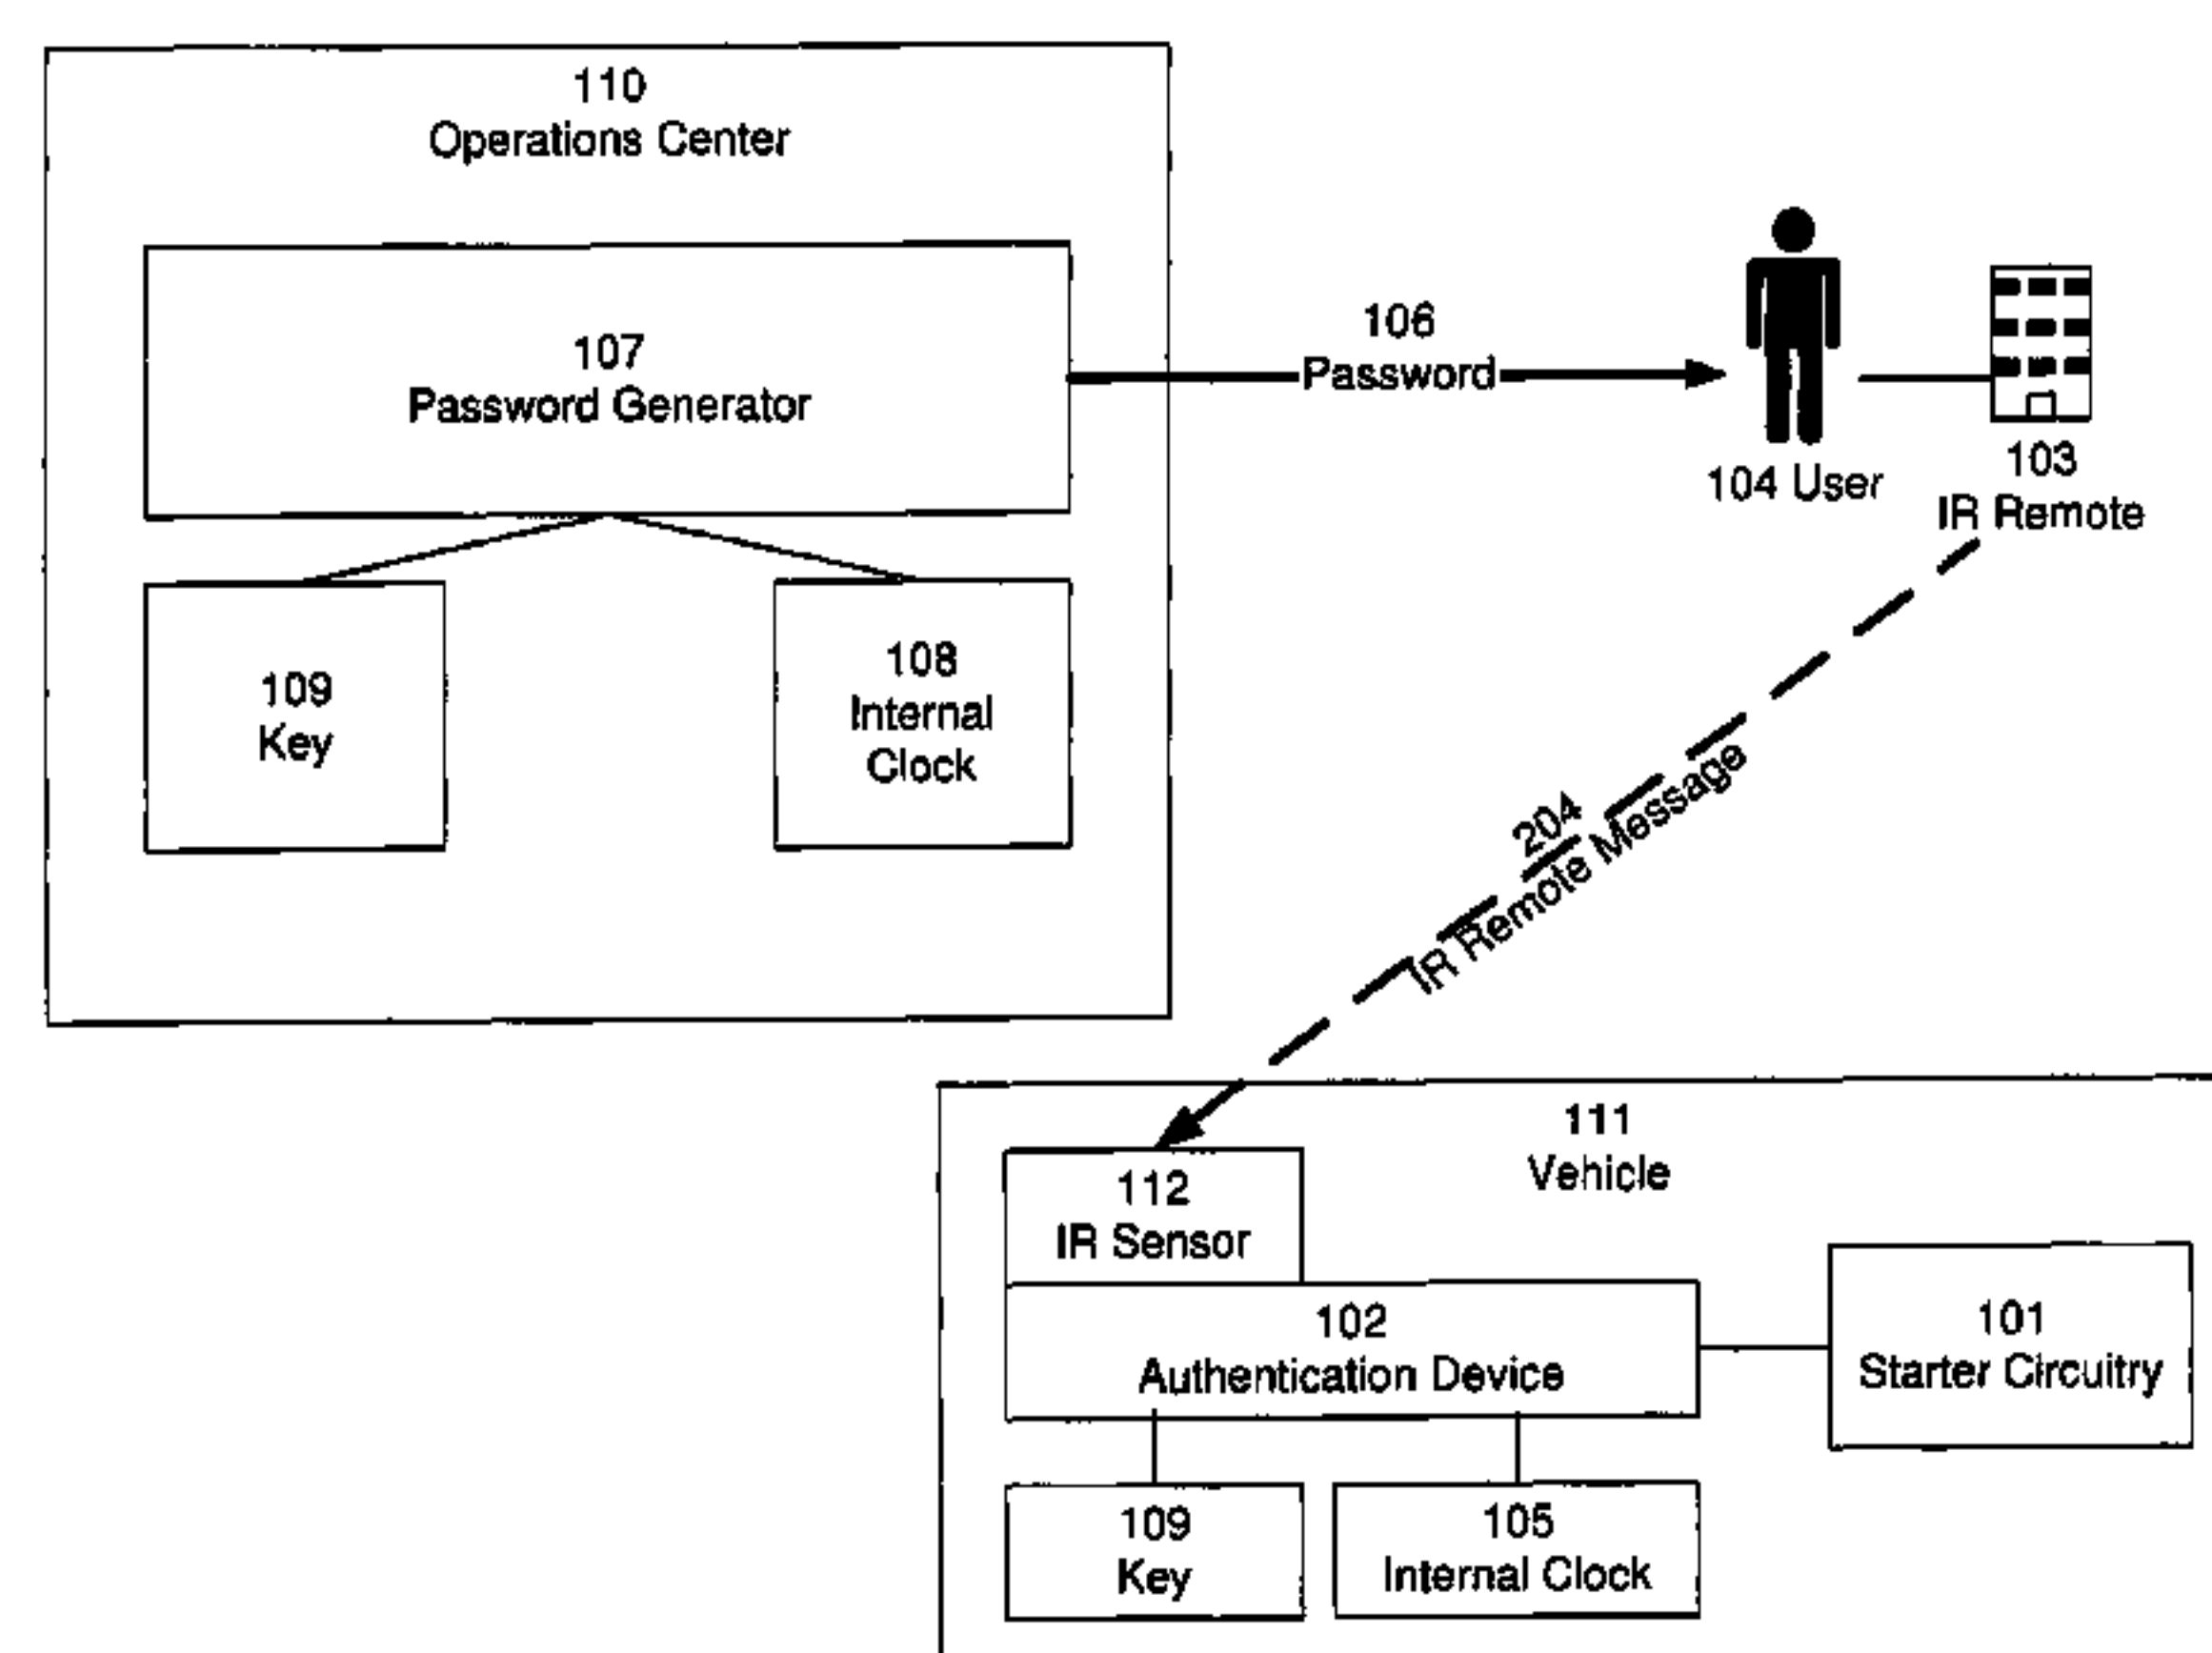 110
Operations Center
107
Password Generator
106
Password
104 User
103
IR Remote
109
Key
108
Internal
Clock
204
IR Remote Message
111
Vehicle
112
IR Sensor
102
Authentication Device
101
Starter Circuitry
109
Key
105
Internal Clock